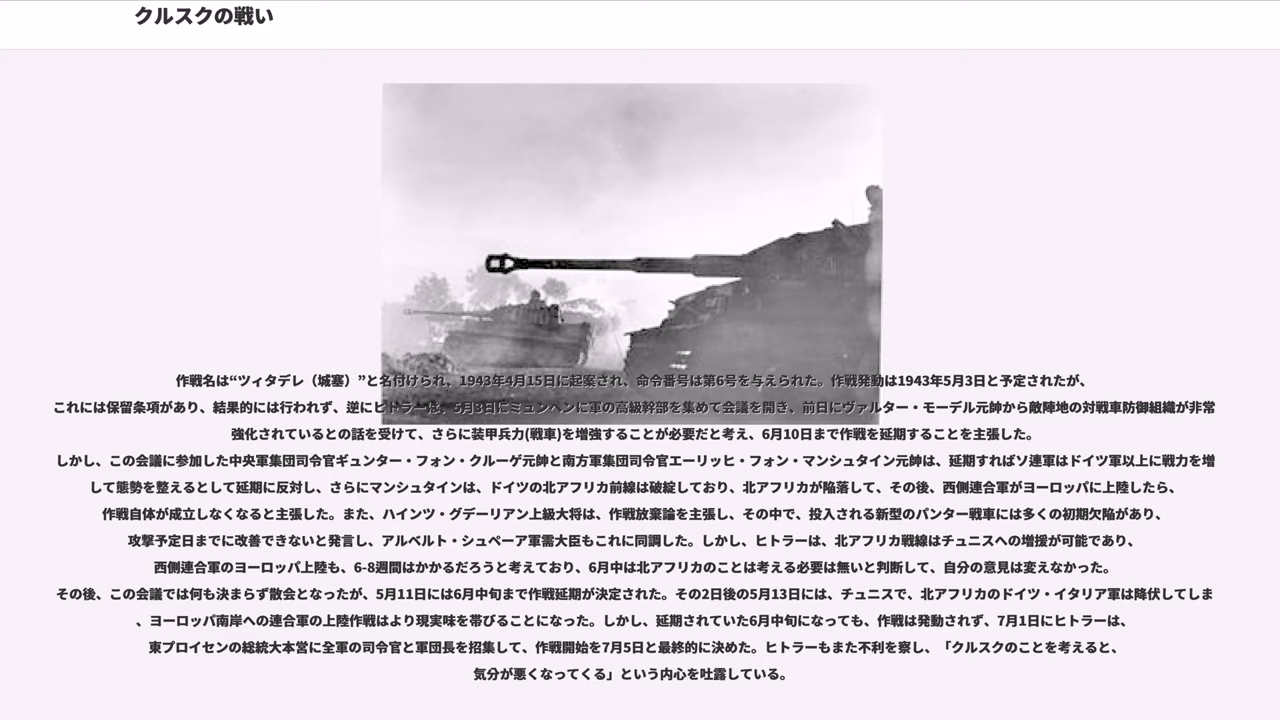 クルスクの戦い
作戦名は“ツィタデレ（城塞）”と名付けられ、1943年4月15日に起案され、命令番号は第6号を与えられた。作戦発動は1943年5月3日と予定されたが、
これには保留条項があり、結果的には行われず、逆にヒトラーは、5月3日にミュンヘンに軍の高級幹部を集めて会議を開き、前日にヴァルター・モーデル元帥から敵陣地の対戦車防御組織が非常
強化されているとの話を受けて、さらに装甲兵力(戦車)を増強することが必要だと考え、6月10日まで作戦を延期することを主張した。
しかし、この会議に参加した中央軍集団司令官ギュンター・フォン・クルーゲ元帥と南方軍集団司令官エーリッヒ・フォン・マンシュタイン元帥は、延期すればソ連軍はドイツ軍以上に戦力を増
して態勢を整えるとして延期に反対し、さらにマンシュタインは、ドイツの北アフリカ前線は破綻しており、北アフリカが陥落して、その後、西側連合軍がヨーロッパに上陸したら、
作戦自体が成立しなくなると主張した。また、ハインツ・グデーリアン上級大将は、作戦放棄論を主張し、その中で、投入される新型のパンター戦車には多くの初期欠陥があり、
攻撃予定日までに改善できないと発言し、アルベルト・シュペーア軍需大臣もこれに同調した。しかし、ヒトラーは、北アフリカ戦線はチュニスへの増援が可能であり、
西側連合軍のヨーロッパ上陸も、6-8週間はかかるだろうと考えており、6月中は北アフリカのことは考える必要は無いと判断して、自分の意見は変えなかった。
その後、この会議では何も決まらず散会となったが、5月11日には6月中旬まで作戦延期が決定された。その2日後の5月13日には、チュニスで、北アフリカのドイツ・イタリア軍は降伏してしま
、ヨーロッパ南岸への連合軍の上陸作戦はより現実味を帯びることになった。しかし、延期されていた6月中旬になっても、作戦は発動されず、7月1日にヒトラーは、
東プロイセンの総統大本営に全軍の司令官と軍団長を招集して、作戦開始を7月5日と最終的に決めた。ヒトラーもまた不利を察し、「クルスクのことを考えると、
気分が悪くなってくる」という内心を吐露している。